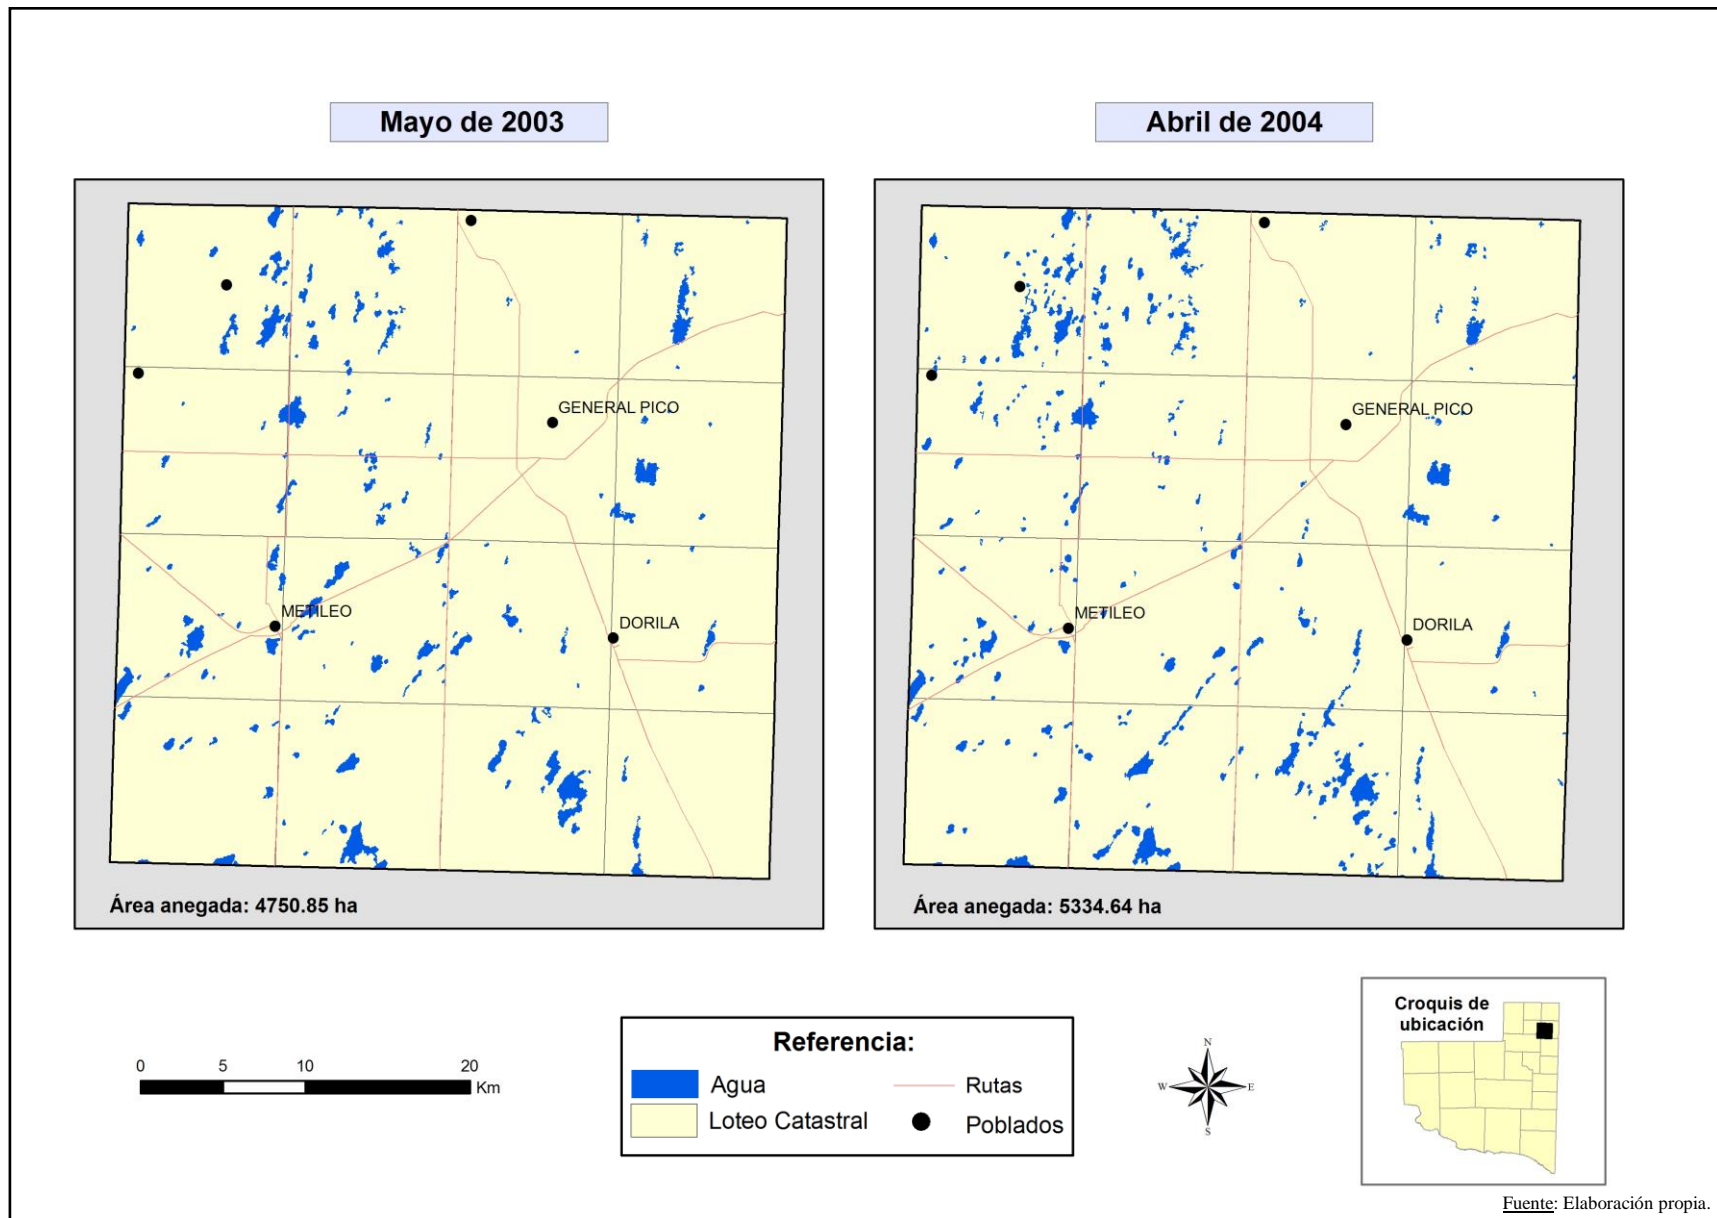 Mayo de 2003
Abril de 2004
GENERAL PICO
METILEO
DORILA
Área anegada: 4750.85 ha
GENERAL PICO
METILEO
DORILA
Área anegada: 5334.64 ha
0 5 10 20
Km
Referencia:
Agua
Rutas
Loteo Catastral
Poblados
N
W E
S
Croquis de
ubicación
Fuente: Elaboración propia.